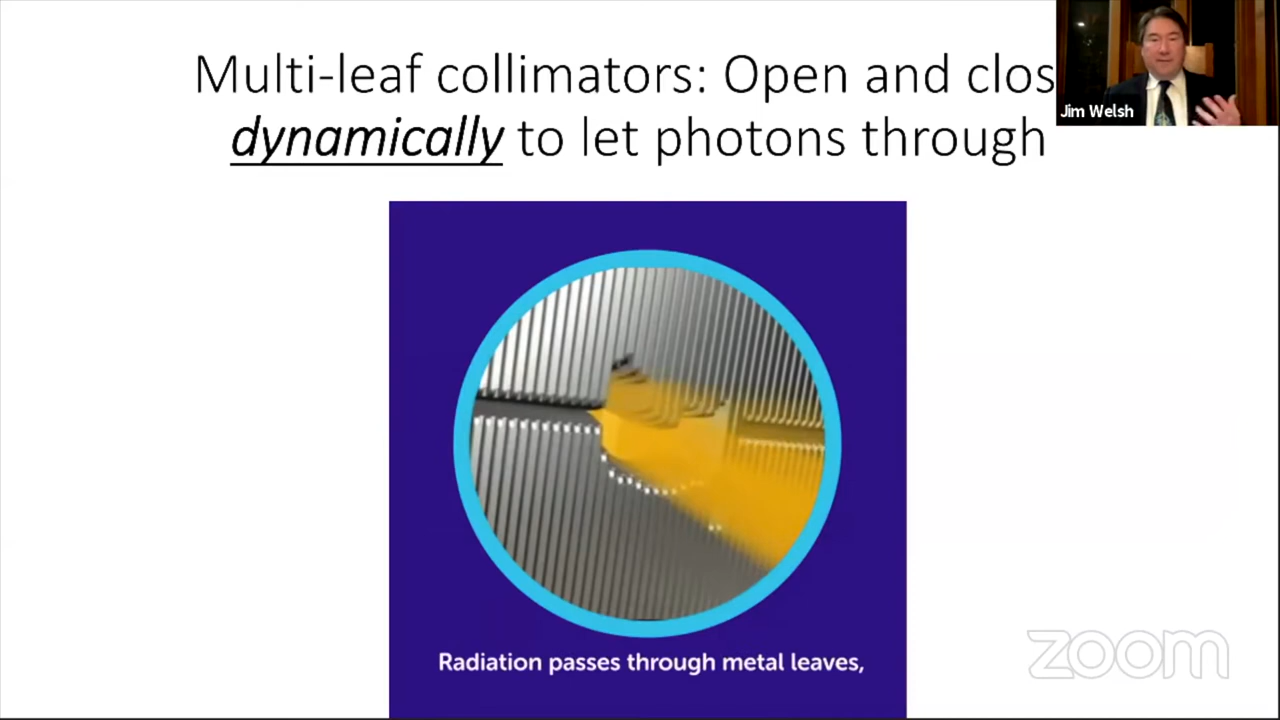 Multi-leaf collimators: Open and clos
dynamically to let photons through
Jim Welsh
Radiation passes through metal leaves,
zoom